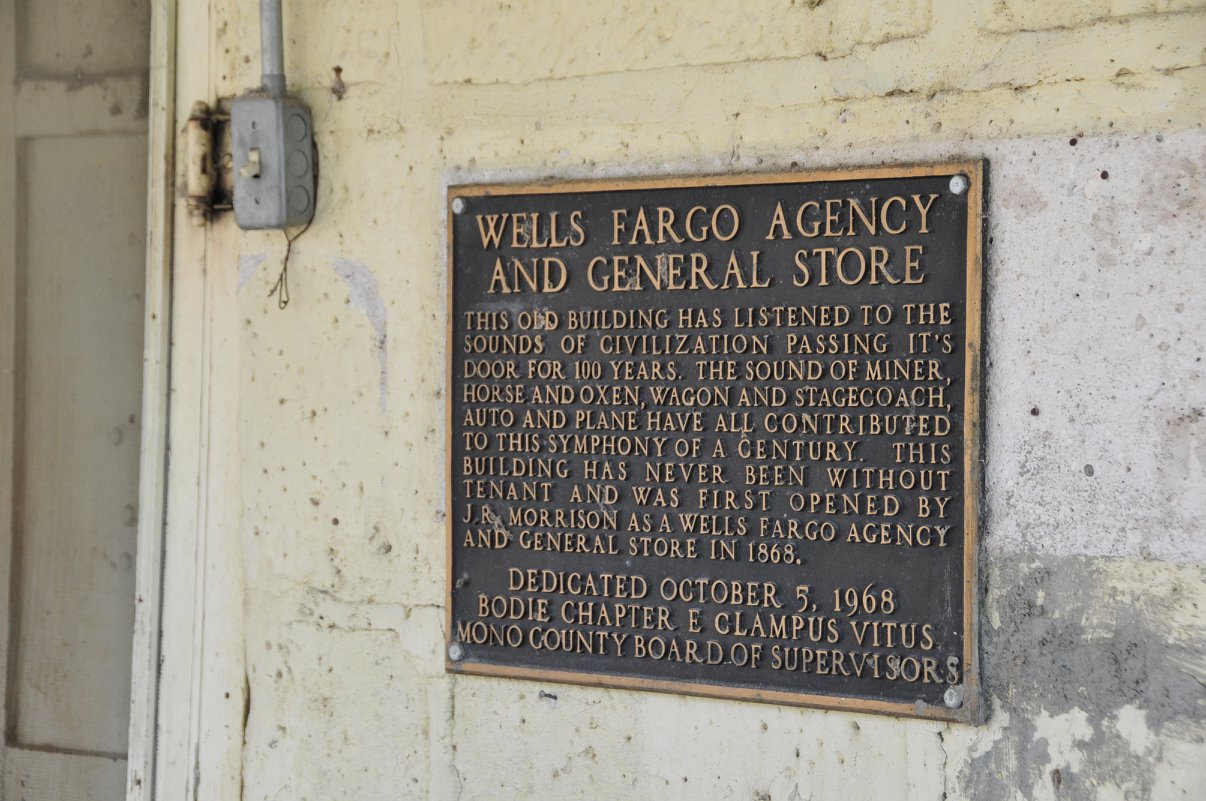 WELLS FARGO AGENCY
AND GENERAL STORE
THIS OLD BUILDING HAS LISTENED TO THE
SOUNDS OF CIVILIZATION PASSING IT'S
DOOR FOR 100 YEARS. THE SOUND OF MINER,
HORSE AND OXEN, WAGON AND STAGECOACH,
AUTO AND PLANE HAVE ALL CONTRIBUTED
TO THIS SYMPHONY OF A CENTURY. THIS
BUILDING HAS NEVER BEEN WITHOUT
TENANT AND WAS FIRST OPENED BY
J.R. MORRISON AS A WELLS FARGO AGENCY
AND GENERAL STORE IN 1868.
DEDICATED OCTOBER 5, 1968
BODIE CHAPTER E CLAMPUS VITUS
MONO COUNTY BOARD OF SUPERVISORS